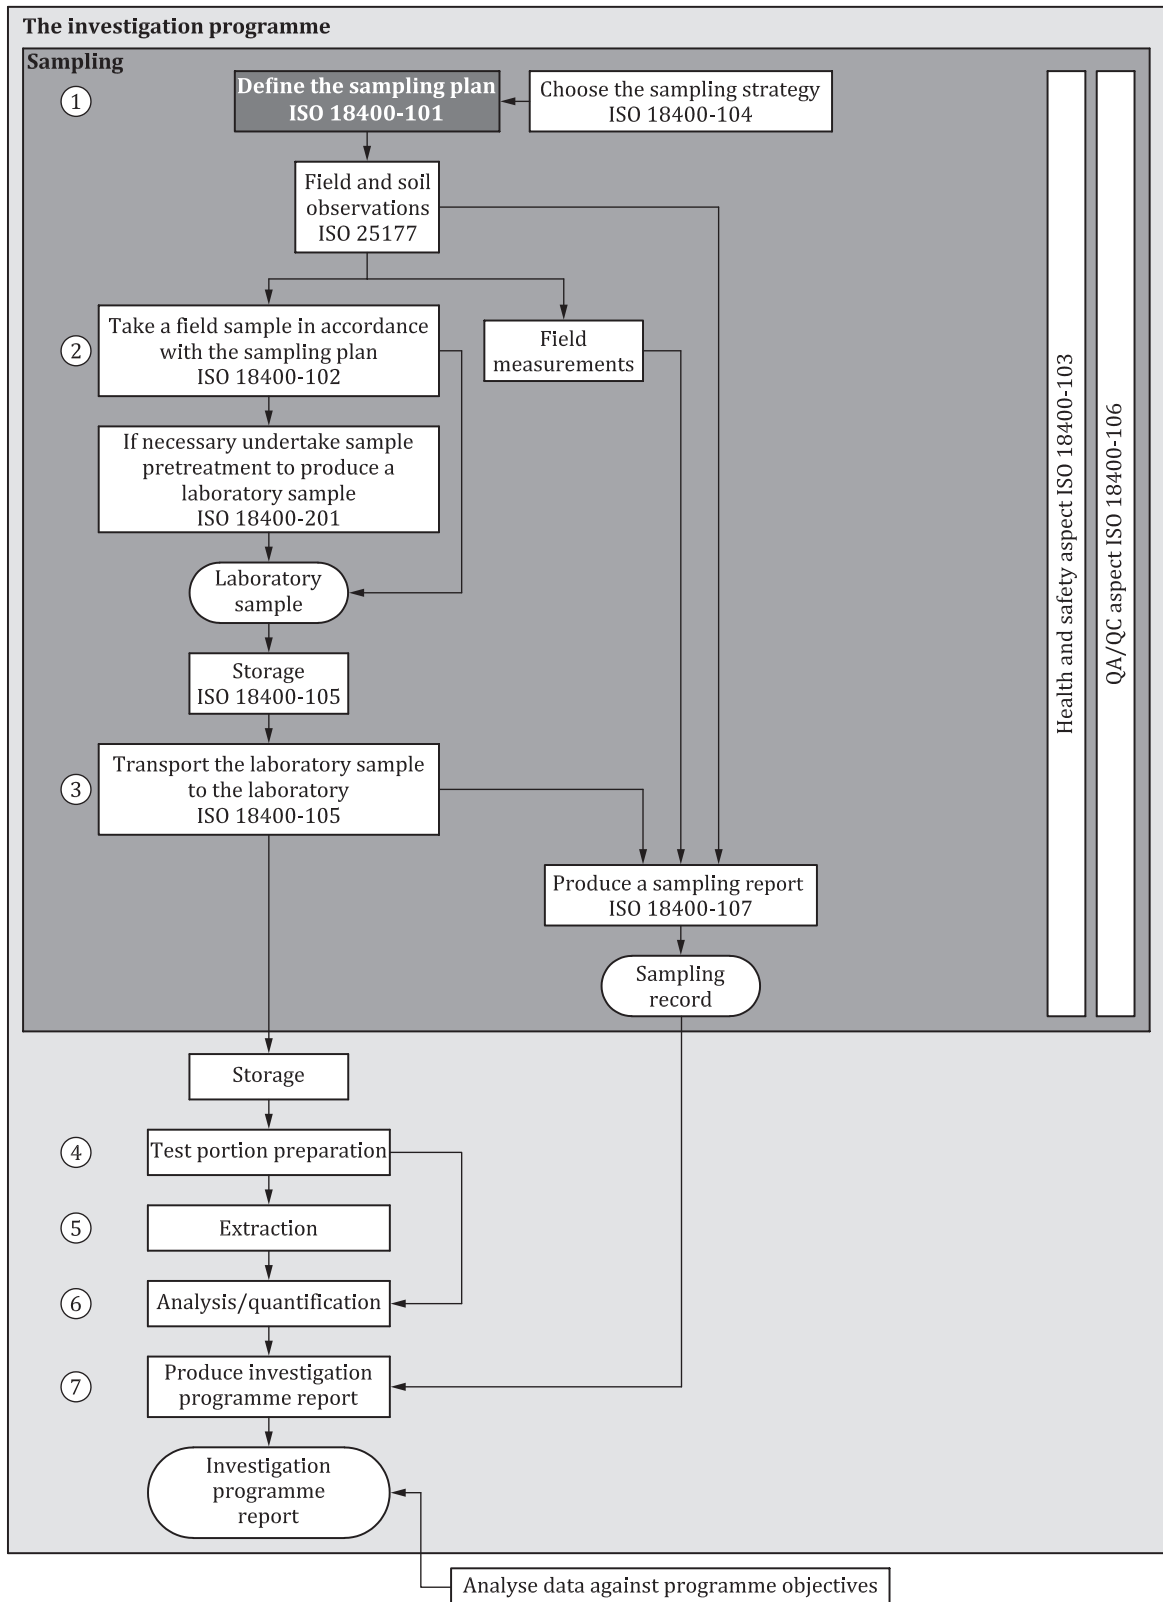 The investigation programme
Sampling
1
Define the sampling plan
ISO 18400-101
Choose the sampling strategy
ISO 18400-104
Field and soil
observations
ISO 25177
2
Take a field sample in accordance
with the sampling plan
ISO 18400-102
Field
measurements
If necessary undertake sample
pretreatment to produce a
laboratory sample
ISO 18400-201
Laboratory
sample
Storage
ISO 18400-105
3
Transport the laboratory sample
to the laboratory
ISO 18400-105
Produce a sampling report
ISO 18400-107
Sampling
record
Health and safety aspect ISO 18400-103
QA/QC aspect ISO 18400-106
Storage
4
Test portion preparation
5
Extraction
6
Analysis/quantification
7
Produce investigation
programme report
Investigation
programme
report
Analyse data against programme objectives